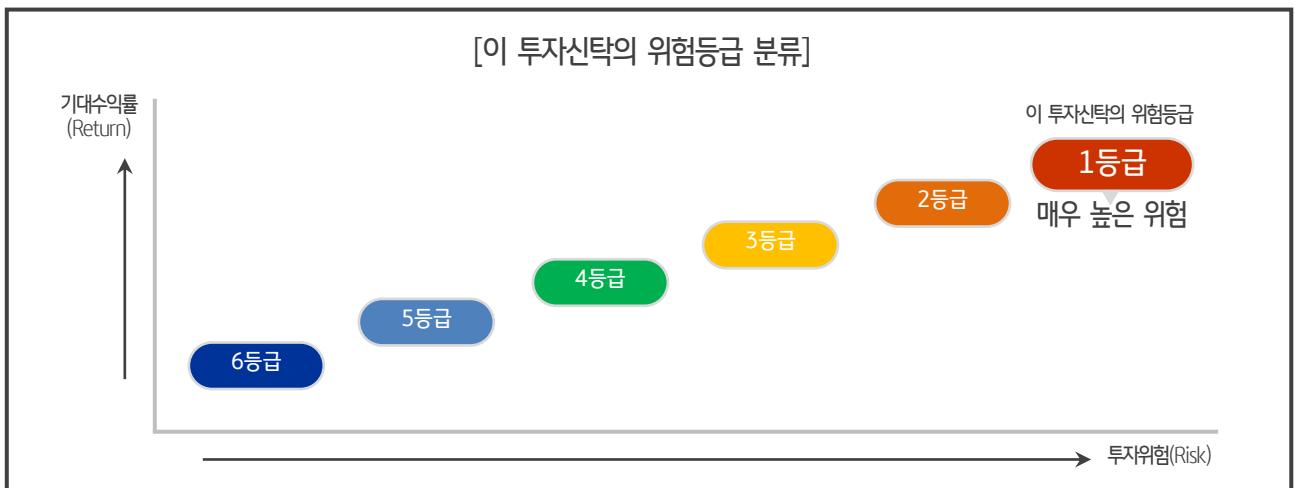 [이 투자신탁의 위험등급 분류]
기대수익률
(Return)
이 투자신탁의 위험등급
1등급
매우 높은 위험
2등급
3등급
4등급
5등급
6등급
투자위험(Risk)